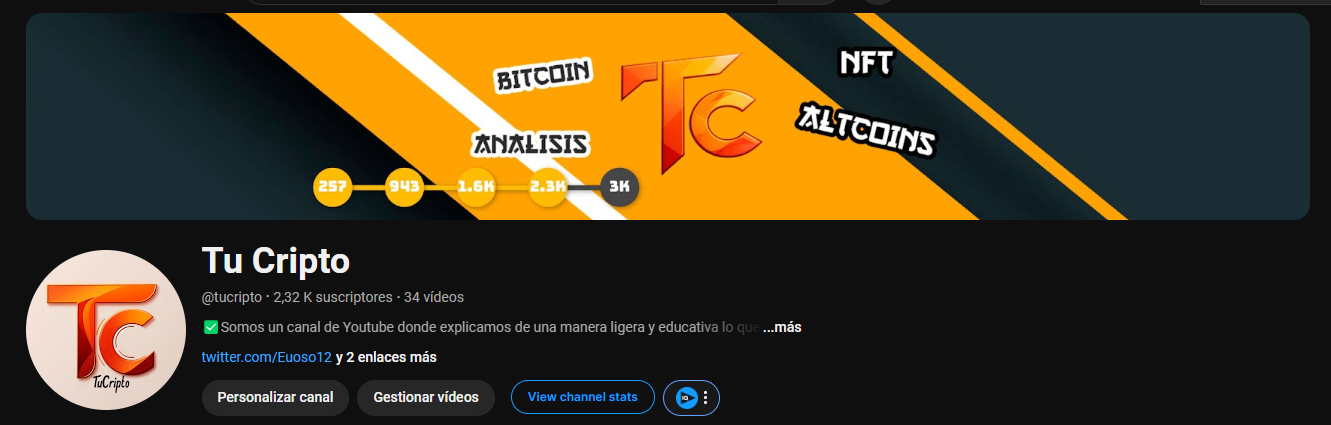 BITCOIN
NFT
TC
ALTCOINS
ANALISIS
257 943 1.6K 2.3K 3K
Tu Cripto
@tucripto · 2,32 K suscriptores · 34 vídeos
TC
TuCripto
✅Somos un canal de Youtube donde explicamos de una manera ligera y educativa lo que ...más
twitter.com/Euoso12 y 2 enlaces más
Personalizar canal
Gestionar vídeos
View channel stats
IQ